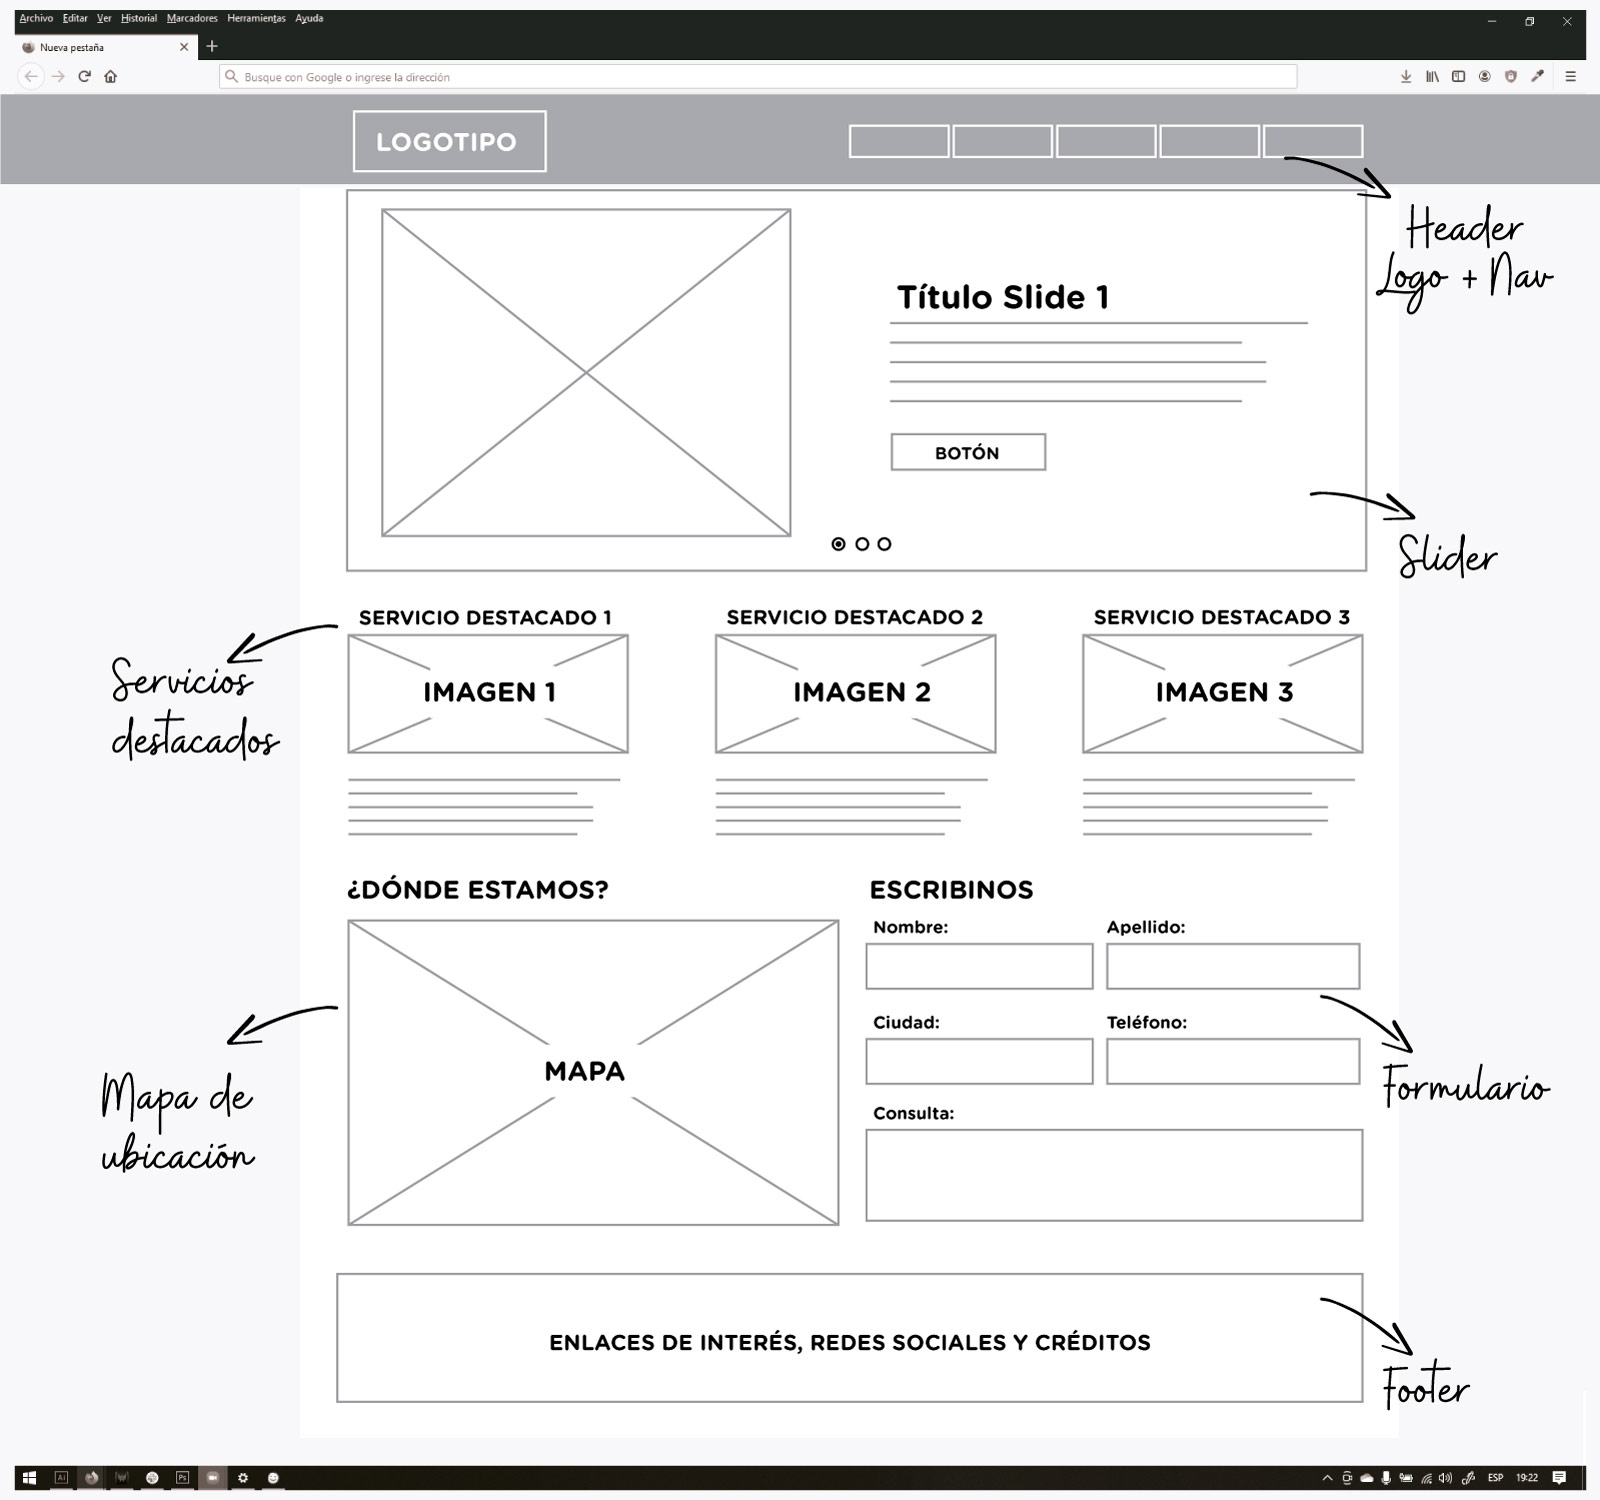 Archivo Editar Ver Historial Marcadores Herramientas Ayuda
Nueva pestaña
Busque con Google o ingrese la dirección
LOGOTIPO
Header
Logo + Nav
Título Slide 1
BOTÓN
Slider
SERVICIO DESTACADO 1
SERVICIO DESTACADO 2
SERVICIO DESTACADO 3
Servicios
destacados
IMAGEN 1
IMAGEN 2
IMAGEN 3
¿DÓNDE ESTAMOS?
MAPA
Mapa de
ubicación
ESCRIBINOS
Nombre:
Apellido:
Ciudad:
Teléfono:
Consulta:
Formulario
ENLACES DE INTERÉS, REDES SOCIALES Y CRÉDITOS
Footer
Ai
Ps
ESP
19:22